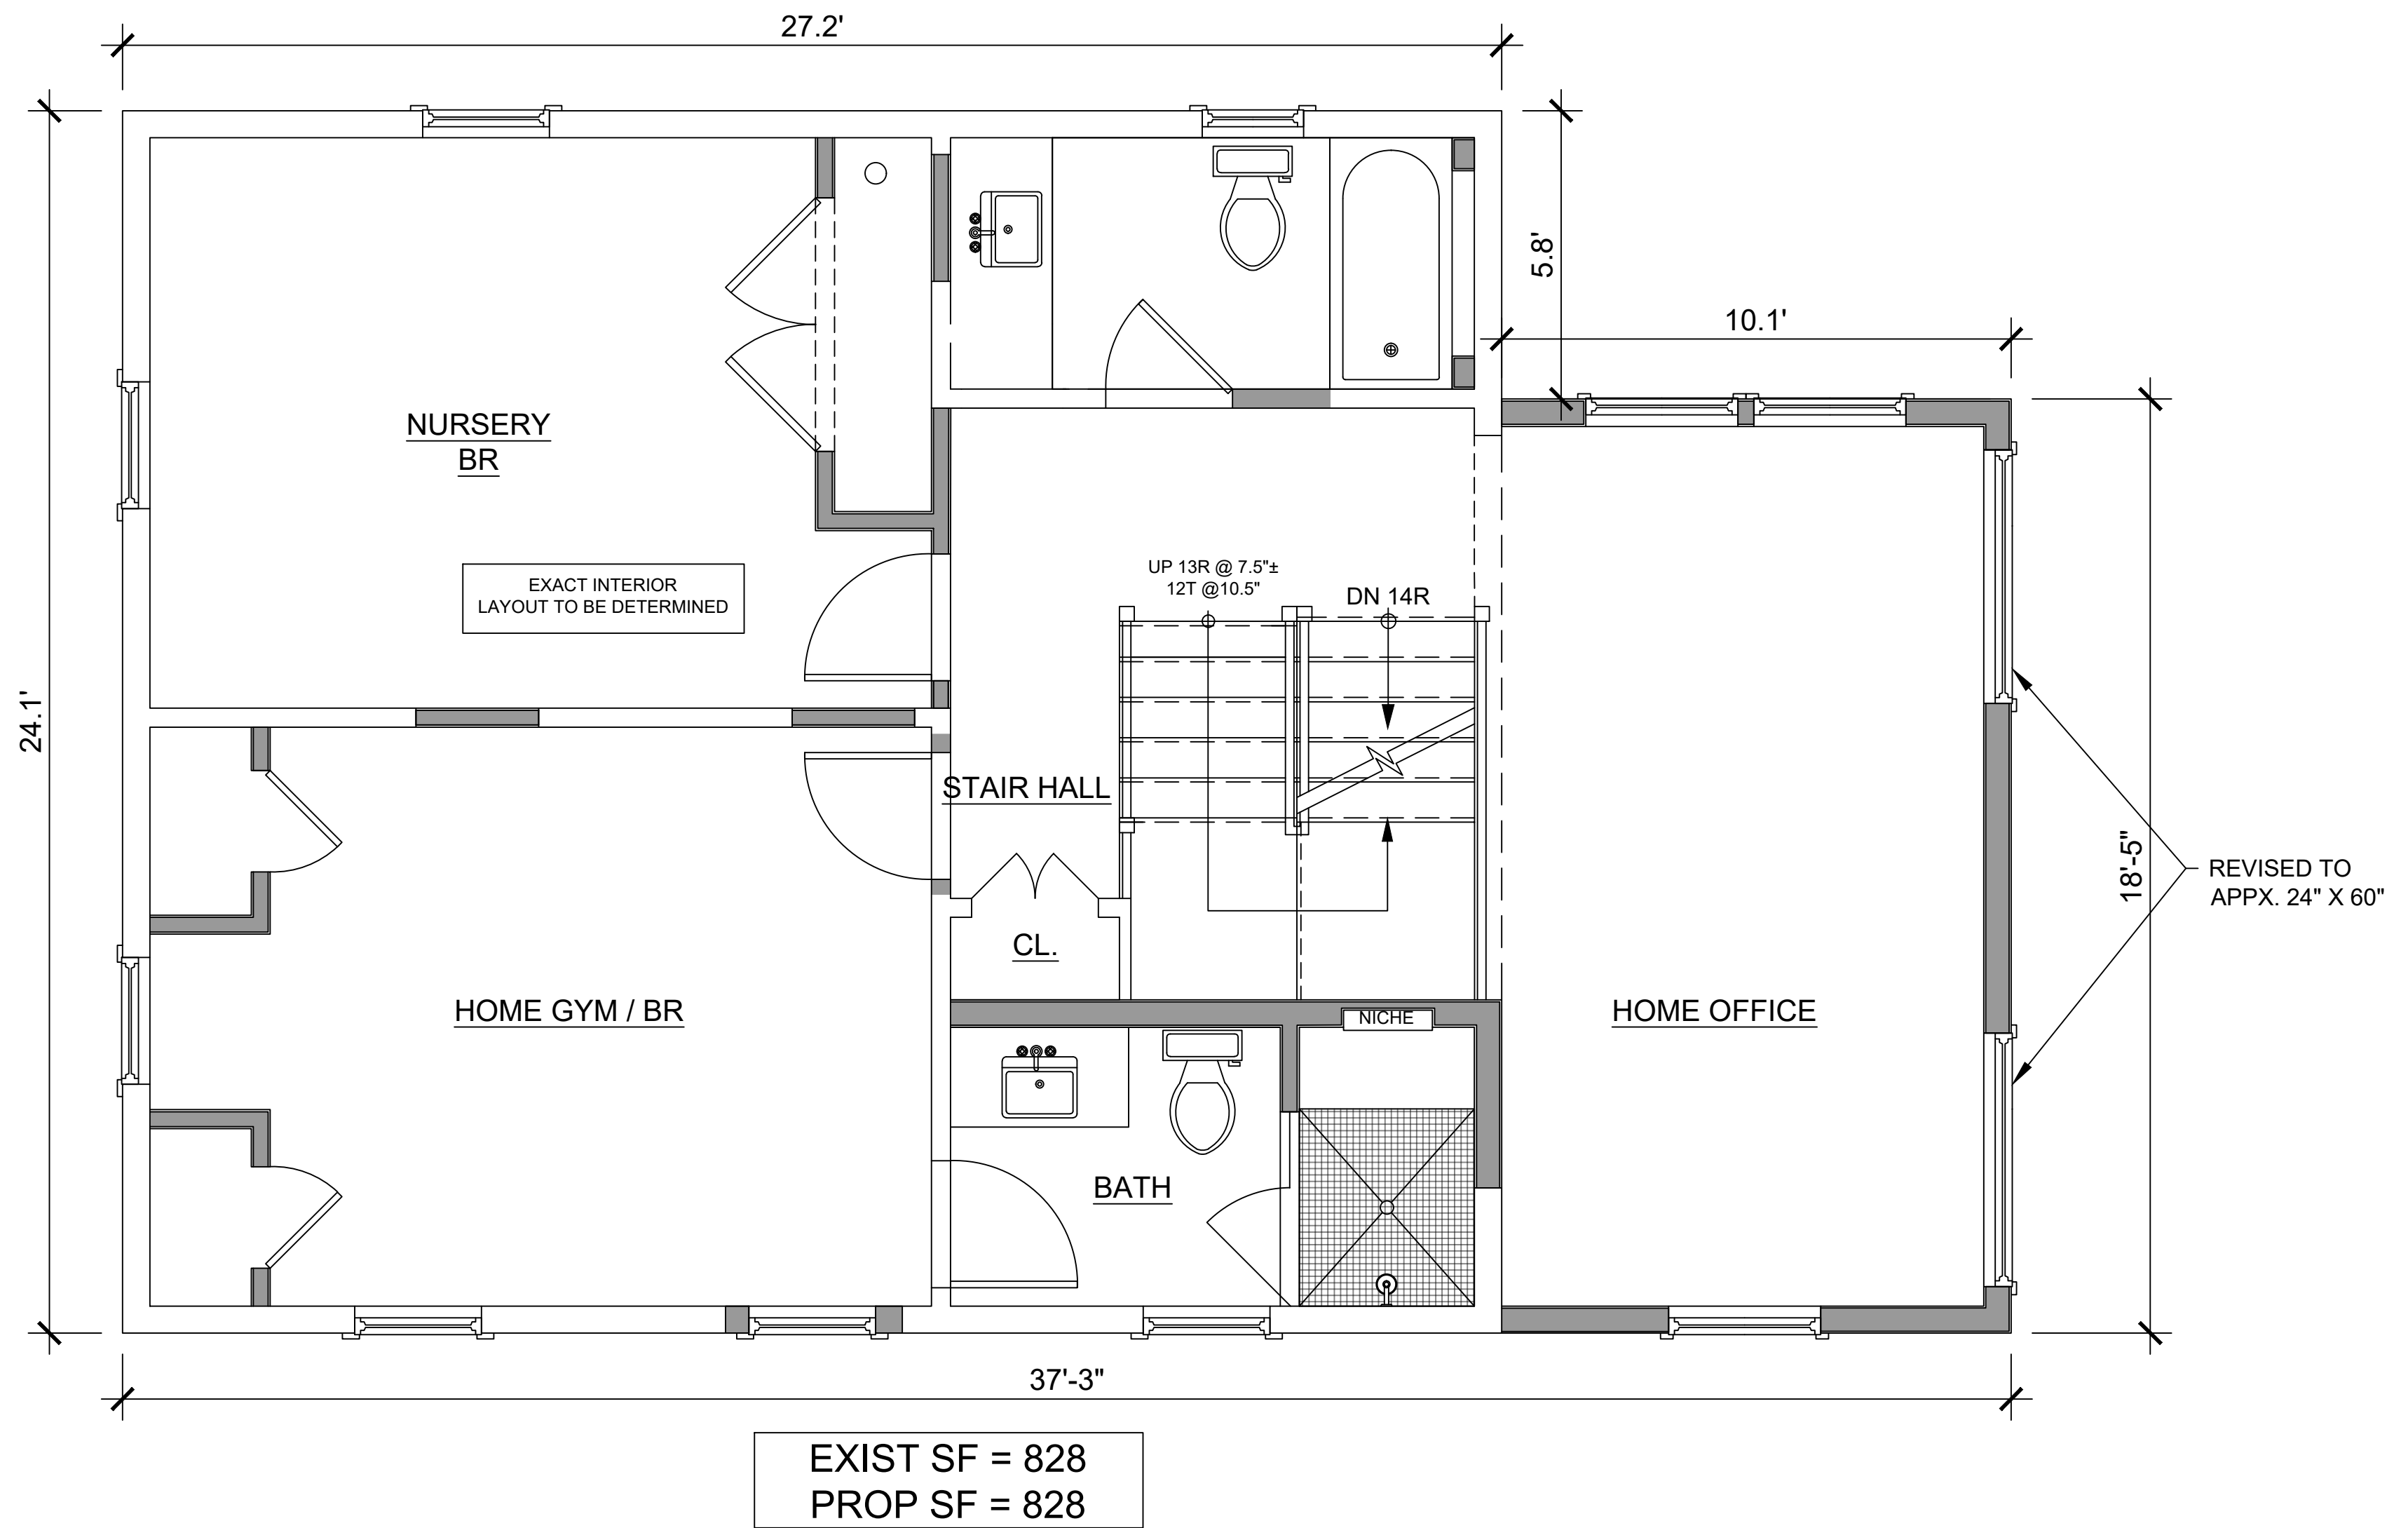 27.2'
5.8'
10.1'
NURSERY
BR
EXACT INTERIOR
LAYOUT TO BE DETERMINED
UP 13R @ 7.5"±
12T @10.5"
DN 14R
24.1'
STAIR HALL
18'-5"
REVISED TO
APPX. 24" X 60"
CL.
HOME GYM / BR
NICHE
HOME OFFICE
BATH
37'-3"
EXIST SF = 828
PROP SF = 828